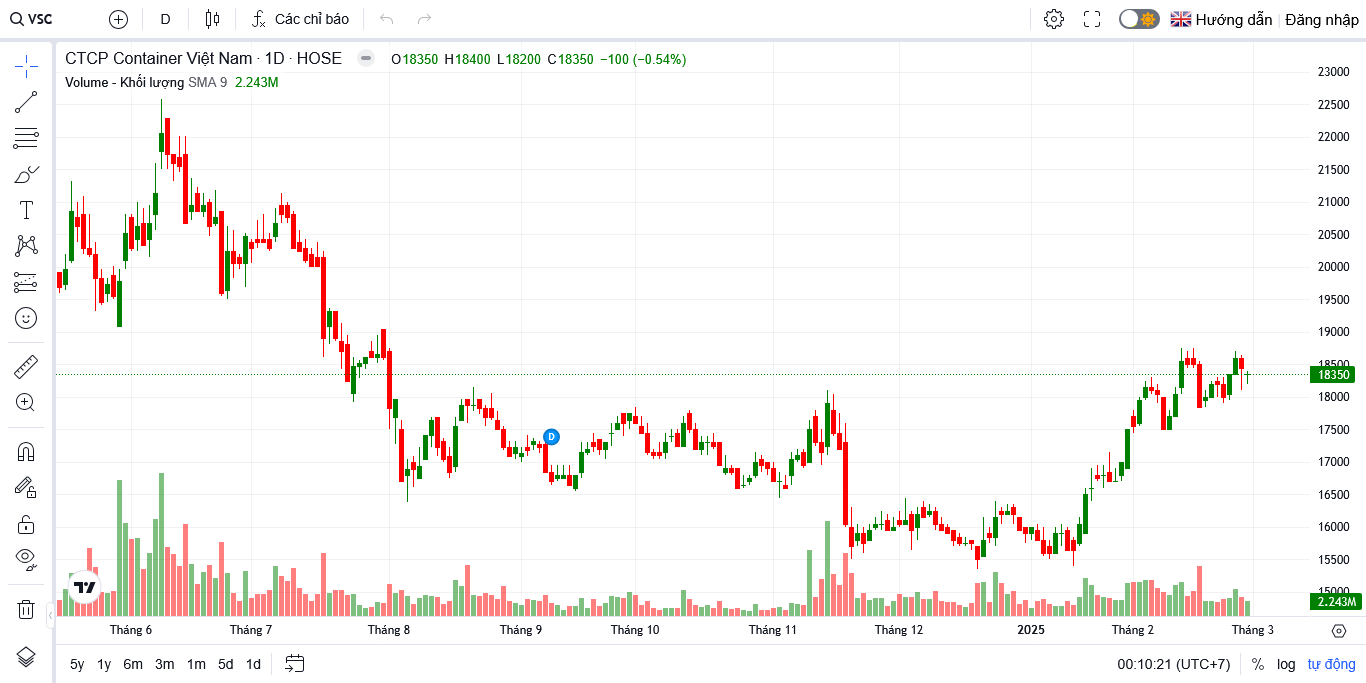 VSC D Các chỉ báo Hướng dẫn Đăng nhập
CTCP Container Việt Nam · 1D · HOSE O18350 H18400 L18200 C18350 −100 (−0.54%)
Volume - Khối lượng SMA 9 2.243M
23000
22500
22000
21500
21000
20500
20000
19500
19000
18500
18350
18000
17500
17000
16500
16000
15500
15000
2.243M
D
Tháng 6 Tháng 7 Tháng 8 Tháng 9 Tháng 10 Tháng 11 Tháng 12 2025 Tháng 2 Tháng 3
5y 1y 6m 3m 1m 5d 1d 00:10:21 (UTC+7) % log tự động